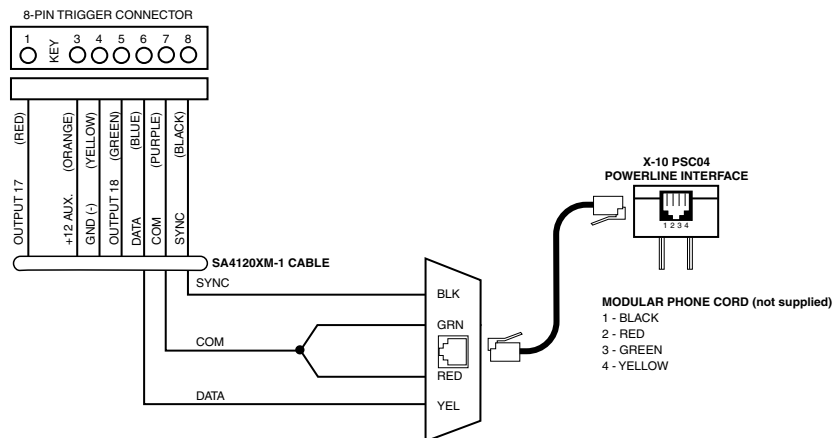 8-PIN TRIGGER CONNECTOR
1 KEY 3 4 5 6 7 8
(RED) (ORANGE) (YELLOW) (GREEN) (BLUE) (PURPLE) (BLACK)
OUTPUT 17 +12 AUX. GND (-) OUTPUT 18 DATA COM SYNC
SA4120XM-1 CABLE
SYNC
BLK
GRN
COM
RED
DATA
YEL
X-10 PSC04
POWERLINE INTERFACE
1 2 3 4
MODULAR PHONE CORD (not supplied)
1 - BLACK
2 - RED
3 - GREEN
4 - YELLOW